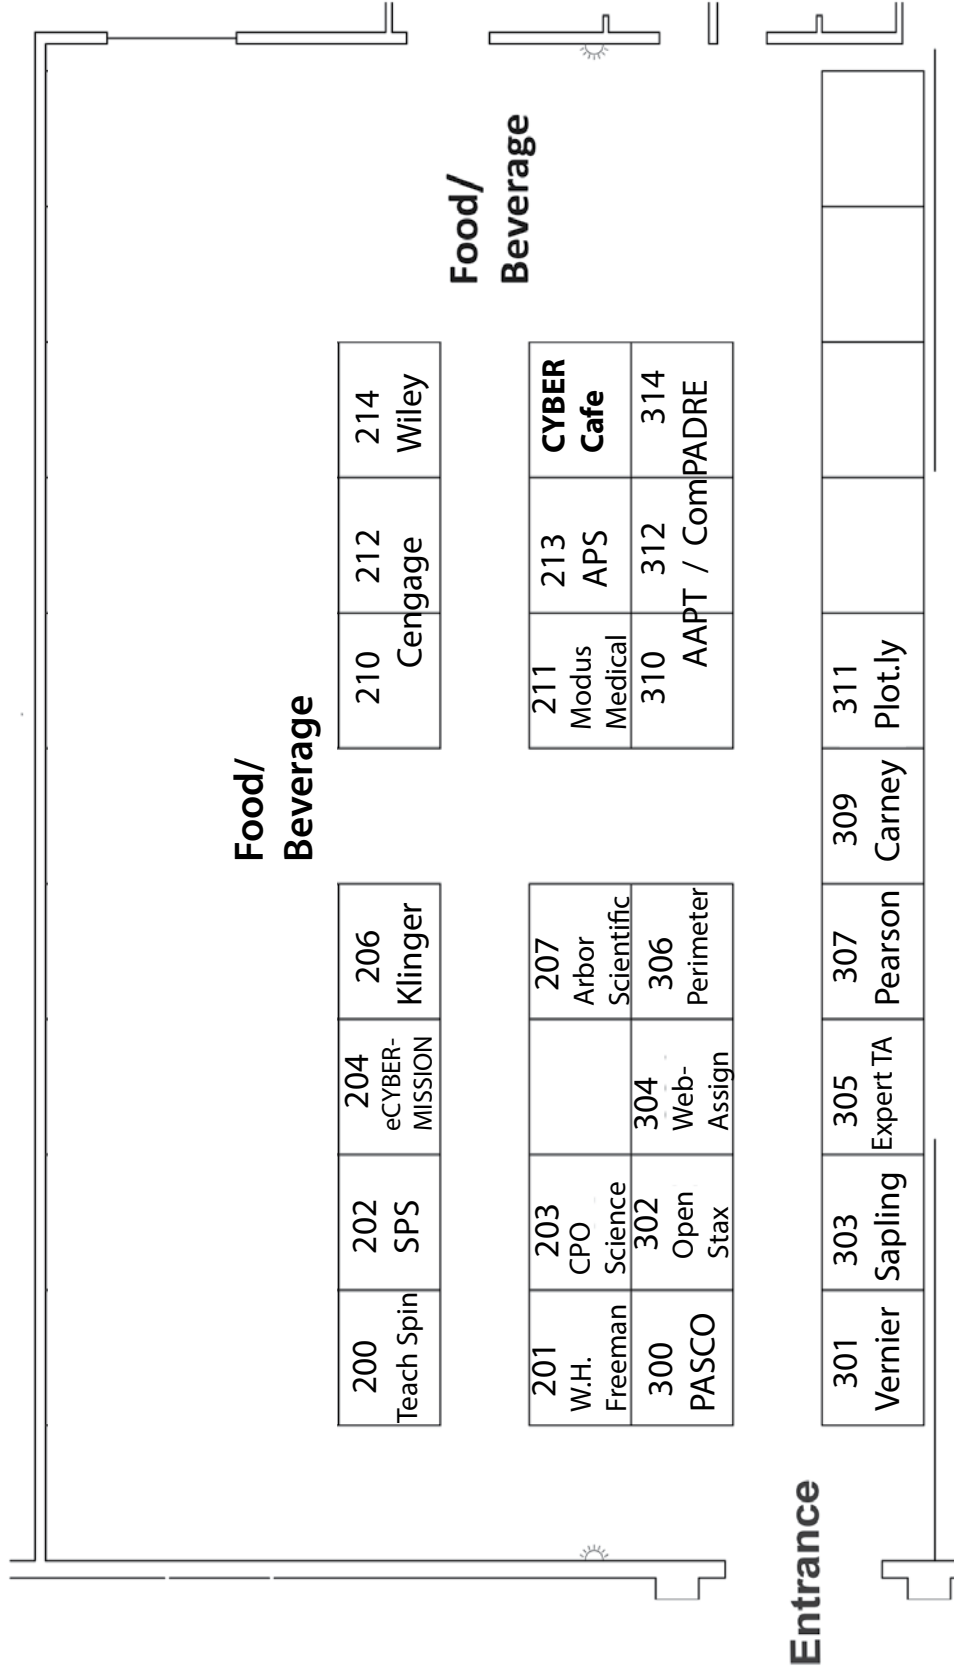 Food/
Beverage
Food/
Beverage
200
Teach Spin
202
SPS
204
eCYBER-
MISSION
206
Klinger
210
212
Cengage
214
Wiley
201
W.H.
Freeman
203
CPO
Science
207
Arbor
Scientific
211
Modus
Medical
213
APS
CYBER
Cafe
300
PASCO
302
Open
Stax
304
Web-
Assign
306
Perimeter
310
312
314
AAPT / ComPADRE
301
Vernier
303
Sapling
305
Expert TA
307
Pearson
309
Carney
311
Plot.ly
Entrance